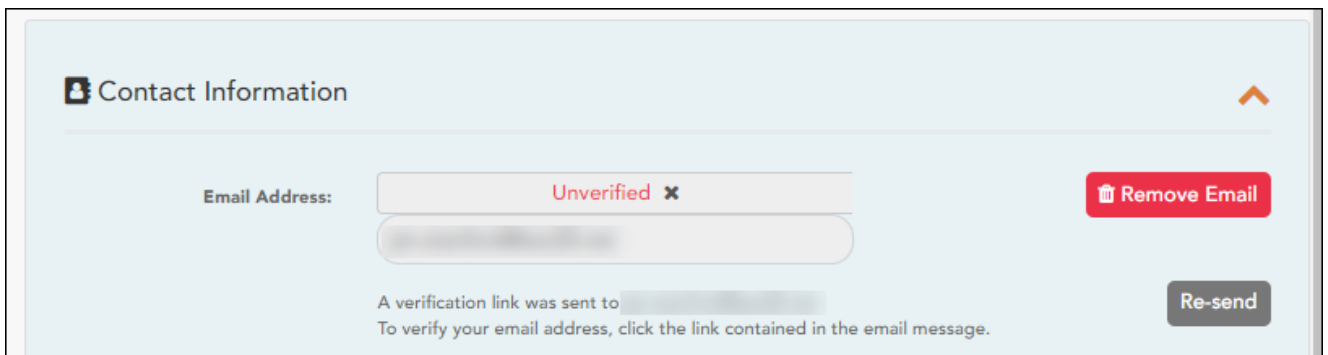 Contact Information
Email Address:
Unverified ✖
Remove Email
A verification link was sent to
Re-send
To verify your email address, click the link contained in the email message.